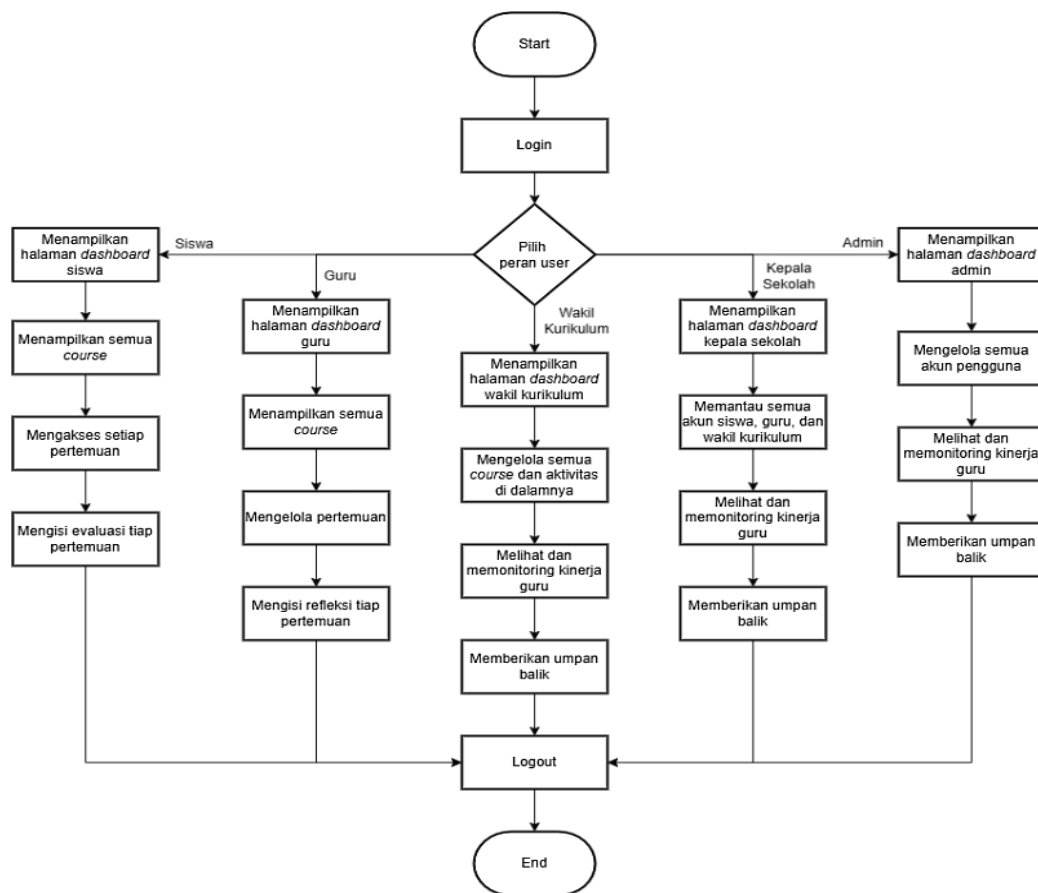 Start
Login
Pilih
peran user
Siswa
Menampilkan
halaman dashboard
siswa
Menampilkan semua
course
Mengakses setiap
pertemuan
Mengisi evaluasi tiap
pertemuan
Guru
Menampilkan
halaman dashboard
guru
Menampilkan semua
course
Mengelola pertemuan
Mengisi refleksi tiap
pertemuan
Wakil
Kurikulum
Menampilkan
halaman dashboard
wakil kurikulum
Mengelola semua
course dan aktivitas
di dalamnya
Melihat dan
memonitoring kinerja
guru
Memberikan umpan
balik
Kepala
Sekolah
Menampilkan
halaman dashboard
kepala sekolah
Memantau semua
akun siswa, guru, dan
wakil kurikulum
Melihat dan
memonitoring kinerja
guru
Memberikan umpan
balik
Admin
Menampilkan
halaman dashboard
admin
Mengelola semua
akun pengguna
Melihat dan
memonitoring kinerja
guru
Memberikan umpan
balik
Logout
End